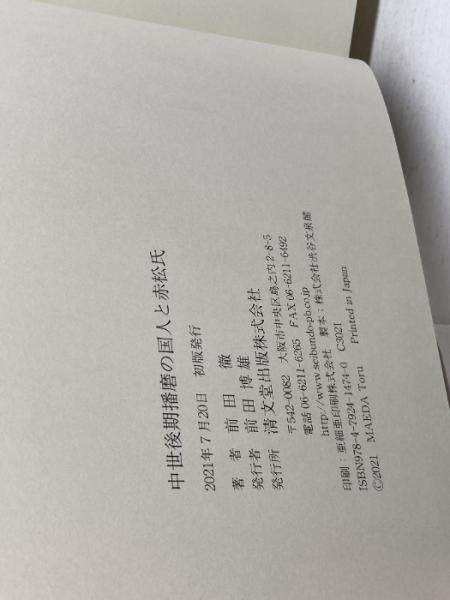 中世後期播磨の国人と赤松氏
2021年7月20日 初版発行
著者 前田 徹
発行者 前田博雄
発行所 清文堂出版株式会社
〒542-0082 大阪市中央区島之内2-8-5
電話06-6211-6265 FAX06-6211-6492
http://www.seibundo-pb.co.jp
印刷：亜細亜印刷株式会社 製本：株式会社渋谷文泉閣
ISBN978-4-7924-1474-0 C3021
©2021 MAEDA Toru Printed in Japan